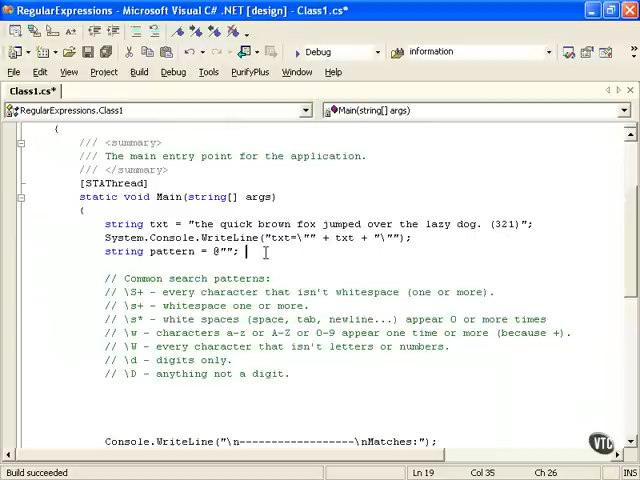 RegularExpressions - Microsoft Visual C# .NET [design] - Class1.cs*
Debug
information
File Edit View Project Build Debug Tools PurifyPlus Window Help
Class1.cs*
RegularExpressions.Class1
Main(string[] args)
{
/// <summary>
/// The main entry point for the application.
/// </summary>
[STAThread]
static void Main(string[] args)
{
string txt = "the quick brown fox jumped over the lazy dog. (321)";
System.Console.WriteLine("txt=\"" + txt + "\"");
string pattern = @"";
// Common search patterns:
// \S+ - every character that isn't whitespace (one or more).
// \s+ - whitespace one or more.
// \s* - white spaces (space, tab, newline...) appear 0 or more times
// \w - characters a-z or A-Z or 0-9 appear one time or more (because +).
// \W - every character that isn't letters or numbers.
// \d - digits only.
// \D - anything not a digit.
Console.WriteLine("\n------------------\nMatches:");
VTC
Build succeeded
Ln 19
Col 35
Ch 26
INS